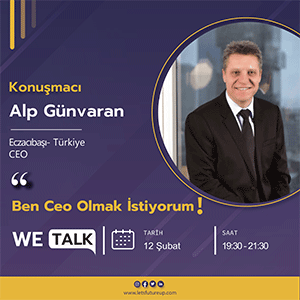 Konuşmacı
Alp Günvaran
Eczacıbaşı- Türkiye
CEO
“
Ben Ceo Olmak İstiyorum!
WE TALK
TARİH
12 Şubat
SAAT
19:30 - 21:30
www.letsfutureup.com